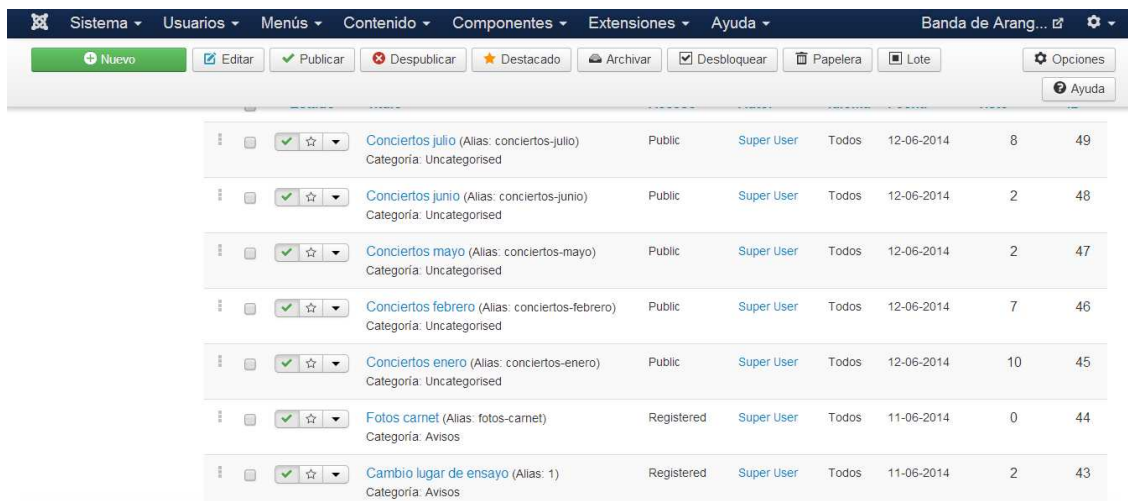 Sistema Usuarios Menús Contenido Componentes Extensiones Ayuda Banda de Arang...
Nuevo Editar Publicar Despublicar Destacado Archivar Desbloquear Papelera Lote Opciones
Ayuda
Conciertos julio (Alias: conciertos-julio) Public Super User Todos 12-06-2014 8 49
Categoría: Uncategorised
Conciertos junio (Alias: conciertos-junio) Public Super User Todos 12-06-2014 2 48
Categoría: Uncategorised
Conciertos mayo (Alias: conciertos-mayo) Public Super User Todos 12-06-2014 2 47
Categoría: Uncategorised
Conciertos febrero (Alias: conciertos-febrero) Public Super User Todos 12-06-2014 7 46
Categoría: Uncategorised
Conciertos enero (Alias: conciertos-enero) Public Super User Todos 12-06-2014 10 45
Categoría: Uncategorised
Fotos carnet (Alias: fotos-carnet) Registered Super User Todos 11-06-2014 0 44
Categoría: Avisos
Cambio lugar de ensayo (Alias: 1) Registered Super User Todos 11-06-2014 2 43
Categoría: Avisos